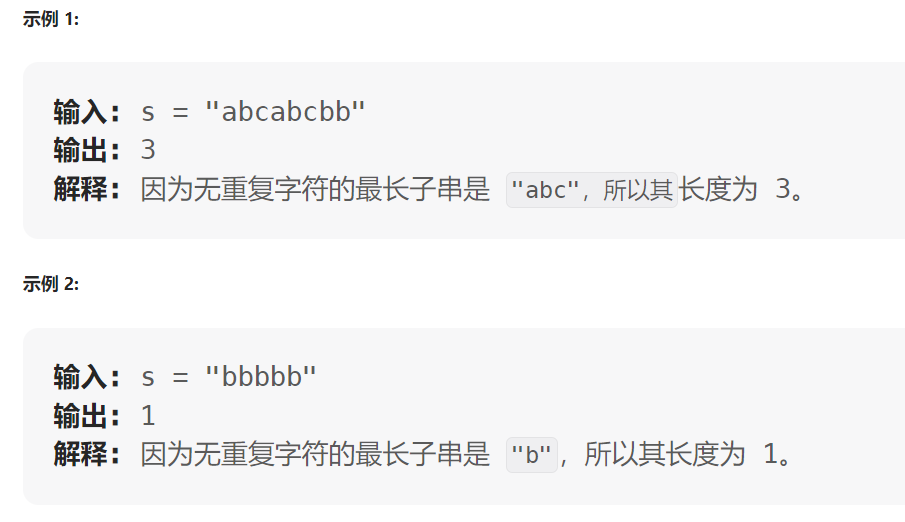 示例 1:
输入：s = "abcabcbb"
输出：3
解释：因为无重复字符的最长子串是 "abc"，所以其长度为 3。
示例 2:
输入：s = "bbbbb"
输出：1
解释：因为无重复字符的最长子串是 "b"，所以其长度为 1。